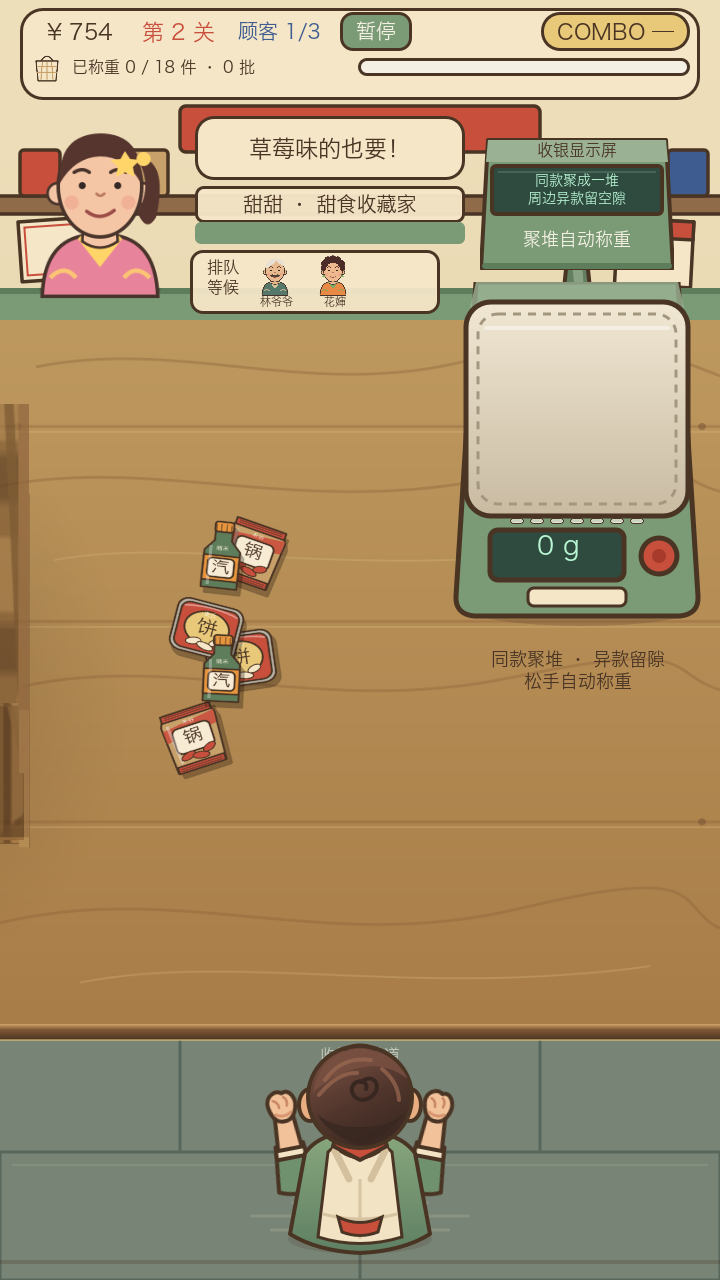 ¥ 754 第 2 关 顾客 1/3 暂停 COMBO —
已称重 0 / 18 件 · 0 批
草莓味的也要！
甜甜 · 甜食收藏家
收银显示屏
同款聚成一堆
周边异款留空隙
聚堆自动称重
排队
等候
林爷爷 花婶
0 g
汽 锅
饼
饼
汽
锅
同款聚堆 · 异款留隙
松手自动称重